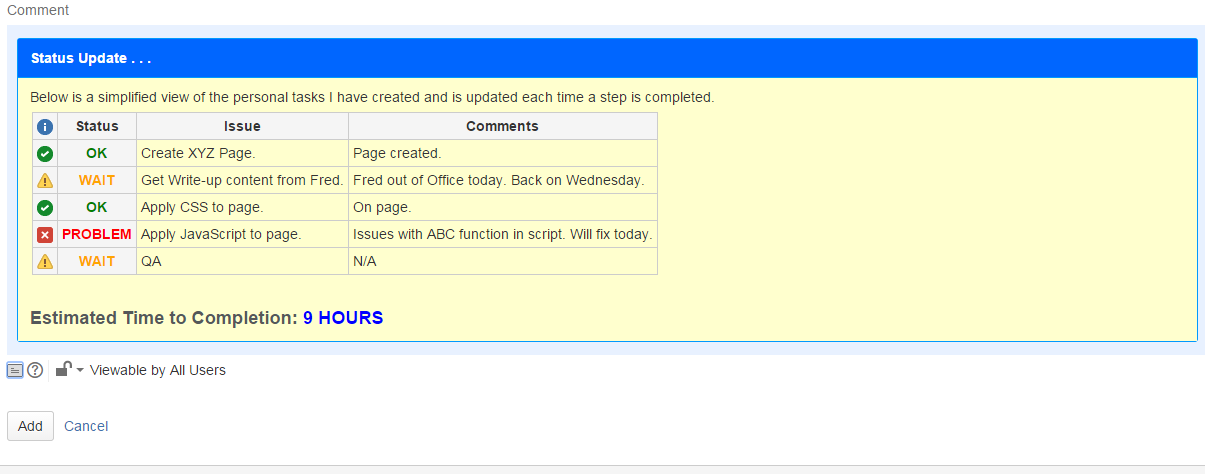 Comment
Status Update . . .
Below is a simplified view of the personal tasks I have created and is updated each time a step is completed.
Status Issue Comments
OK Create XYZ Page. Page created.
WAIT Get Write-up content from Fred. Fred out of Office today. Back on Wednesday.
OK Apply CSS to page. On page.
PROBLEM Apply JavaScript to page. Issues with ABC function in script. Will fix today.
WAIT QA N/A
Estimated Time to Completion: 9 HOURS
Viewable by All Users
Add Cancel